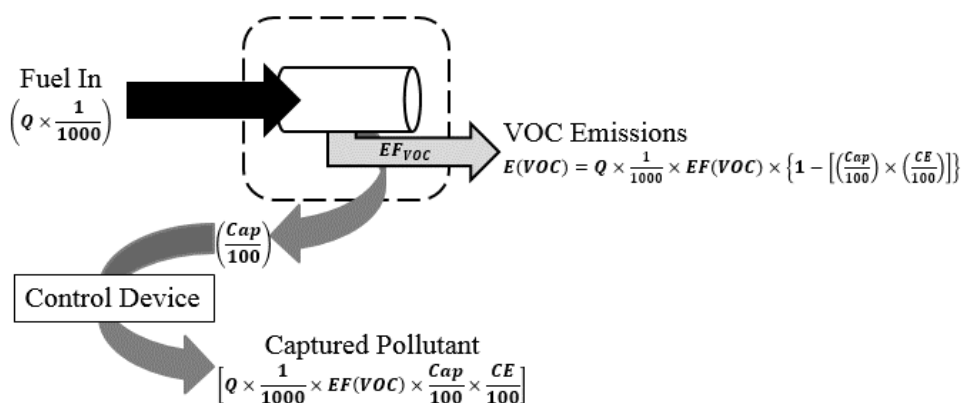 Fuel In
(Q × 1/1000)
EF_VOC
VOC Emissions
E(VOC) = Q × 1/1000 × EF(VOC) × {1 − [(Cap/100) × (CE/100)]}
(Cap/100)
Control Device
Captured Pollutant
[Q × 1/1000 × EF(VOC) × Cap/100 × CE/100]